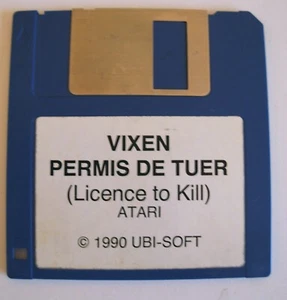 VIXEN
PERMIS DE TUER
(Licence to Kill)
ATARI
© 1990 UBI-SOFT